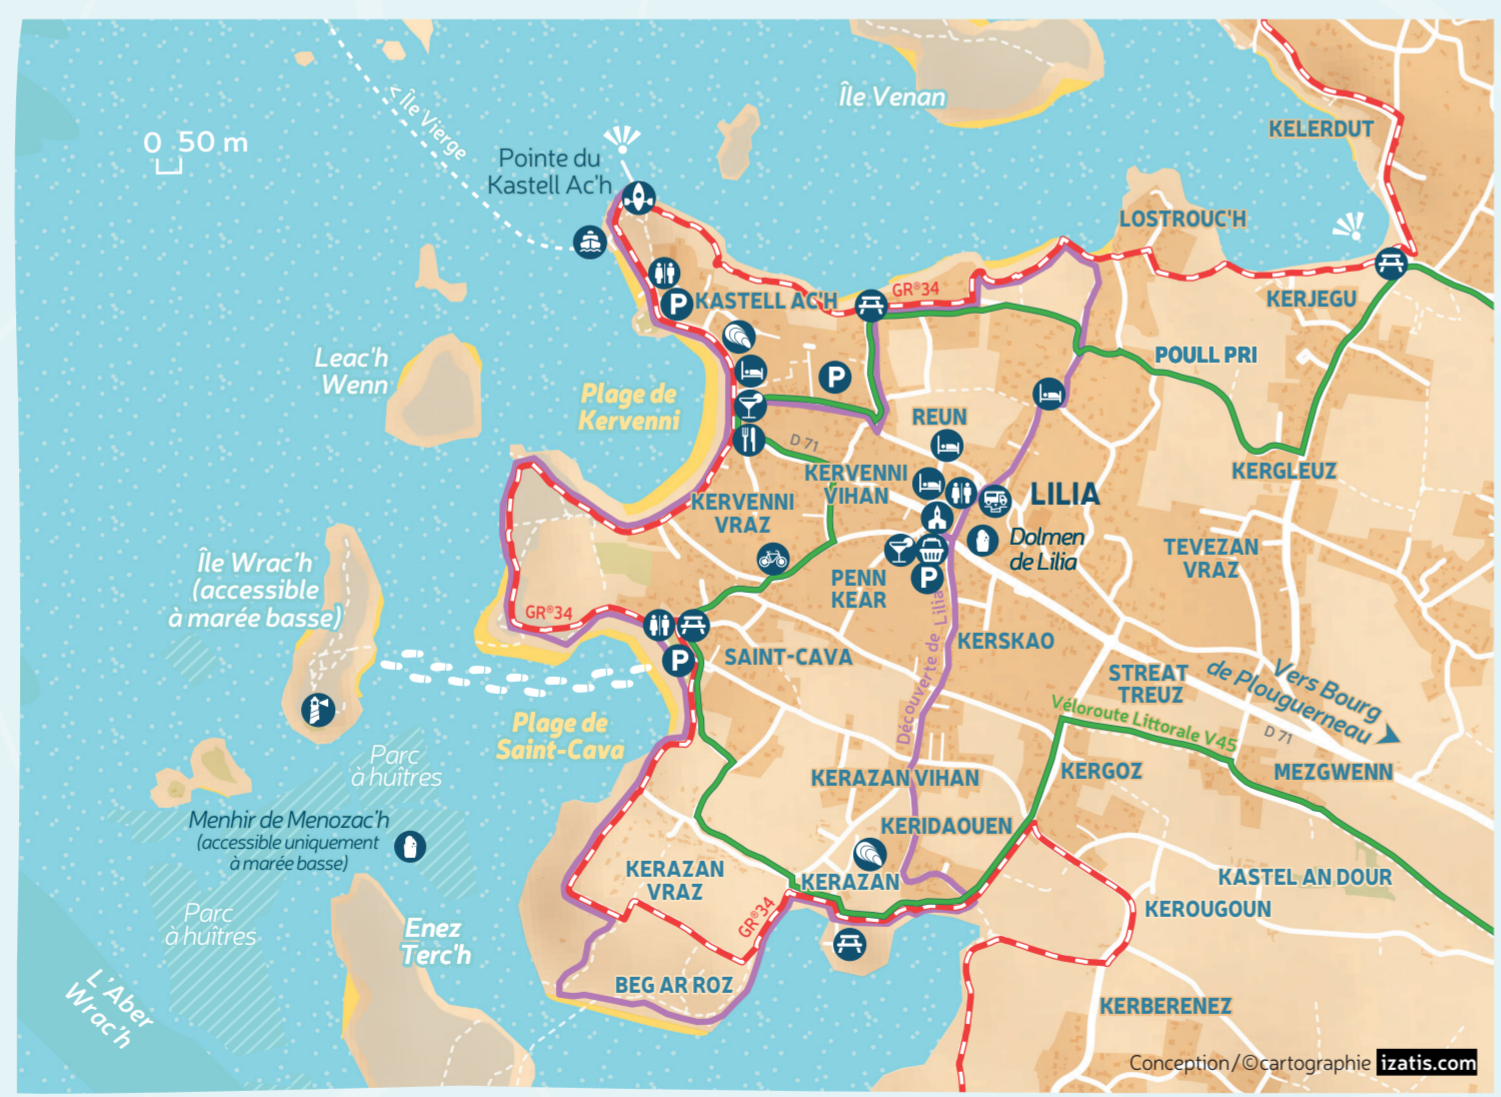 0 50 m
< Île Vierge
Pointe du
Kastell Ac'h
Île Venan
KELERDUT
LOSTROUC'H
KERJEGU
KASTELL AC'H
GR®34
POULL PRI
Leac'h
Wenn
Plage de
Kervenni
REUN
D 71
KERVENNI
VIHAN
KERVENNI
VRAZ
LILIA
KERGLEUZ
Dolmen
de Lilia
TEVEZAN
VRAZ
Île Wrac'h
(accessible
à marée basse)
PENN
KEAR
GR®34
SAINT-CAVA
KERSKAO
Découverte de Lilia
STREAT
TREUZ
Vers Bourg
de Plouguerneau
Véloroute Littorale V45
D 71
Plage de
Saint-Cava
Parc
à huîtres
KERAZAN VIHAN
KERGOZ
MEZGWENN
Menhir de Menozac'h
(accessible uniquement
à marée basse)
KERIDAOUEN
KERAZAN
VRAZ
KERAZAN
KASTEL AN DOUR
KEROUGOUN
GR®34
Parc
à huîtres
Enez
Terc'h
BEG AR ROZ
L'Aber
Wrac'h
KERBERENEZ
P
P
P
P
Conception/©cartographie izatis.com